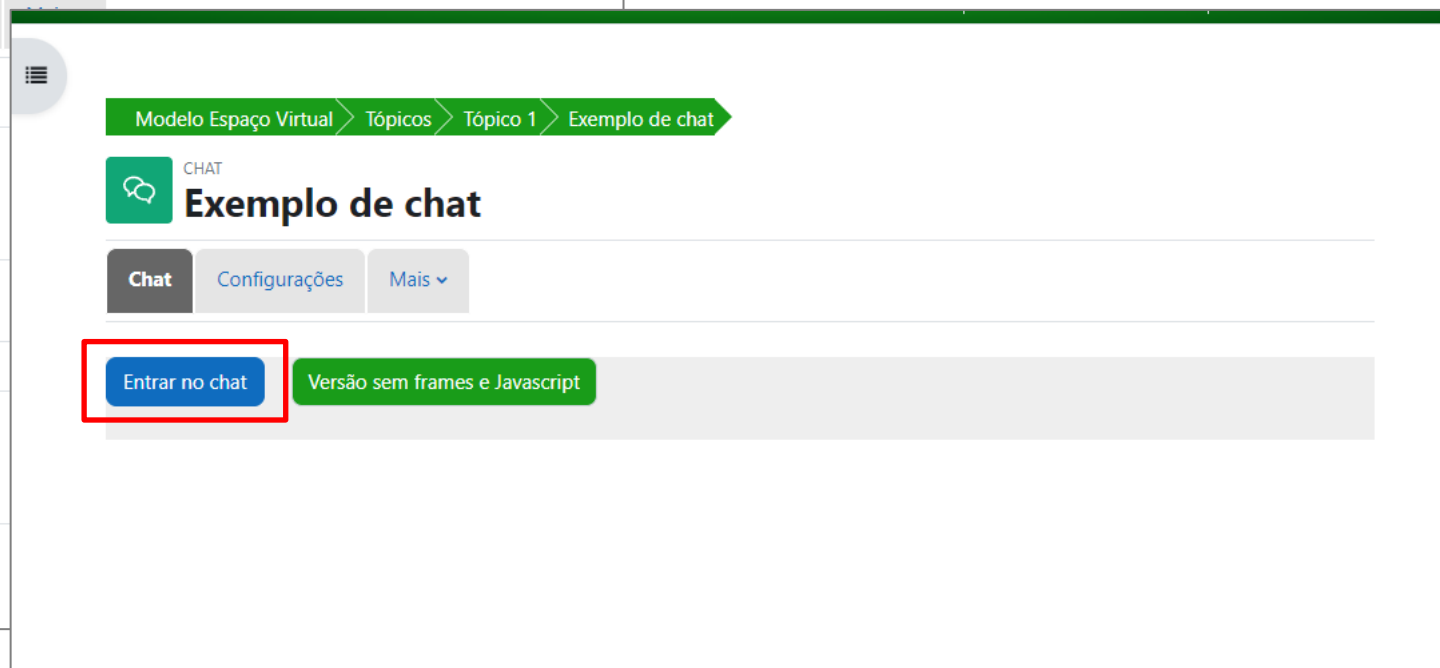 Modelo Espaço Virtual Tópicos Tópico 1 Exemplo de chat
CHAT
Exemplo de chat
Chat Configurações Mais
Entrar no chat Versão sem frames e Javascript